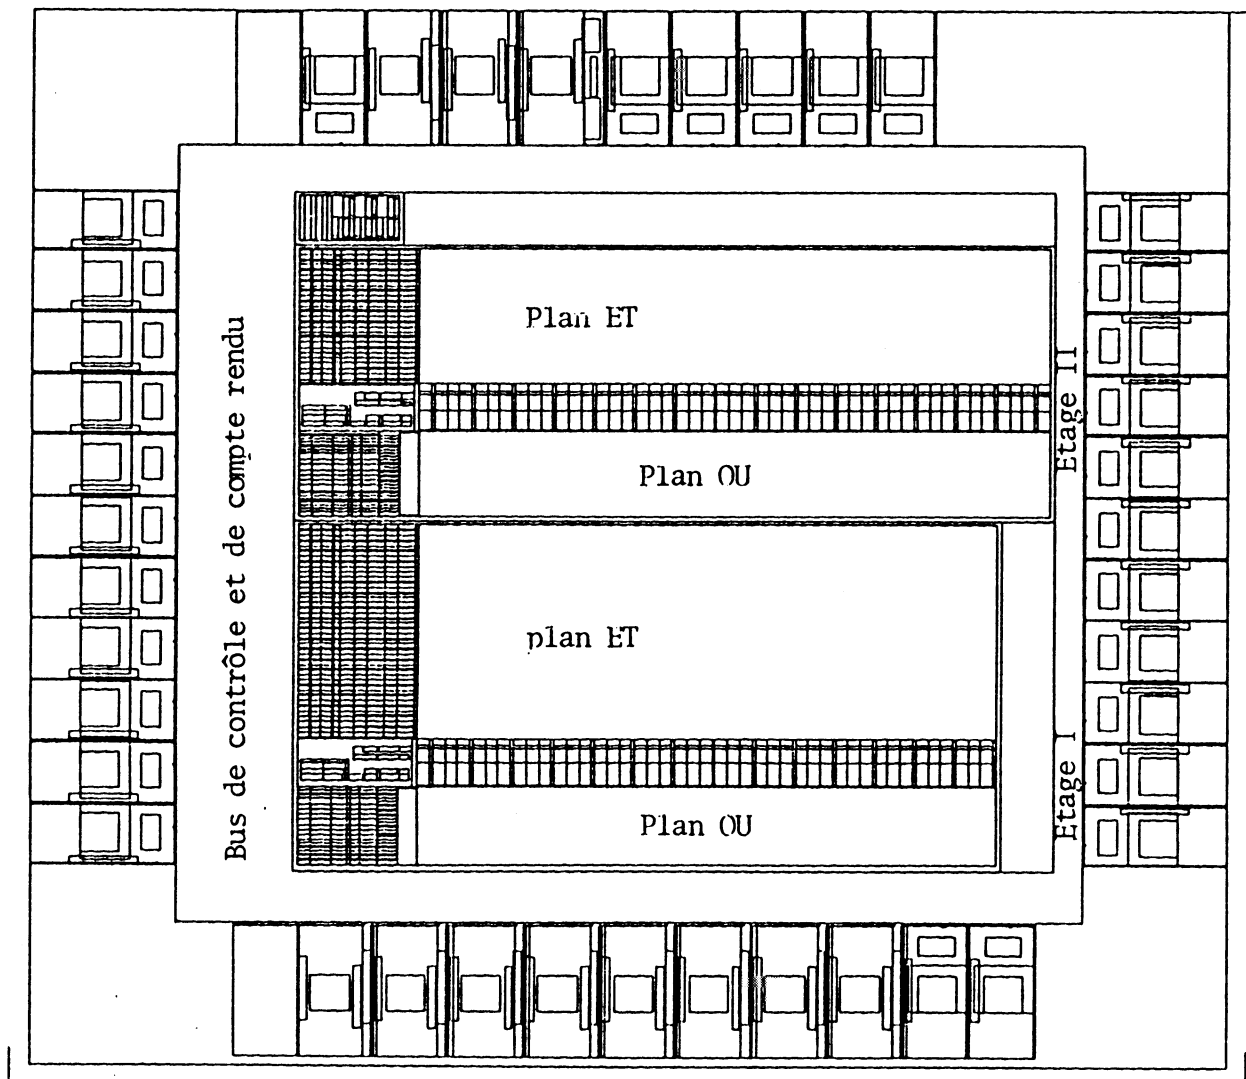 Bus de contrôle et de compte rendu
Plan ET
Etage II
Plan OU
plan ET
Etage I
Plan OU